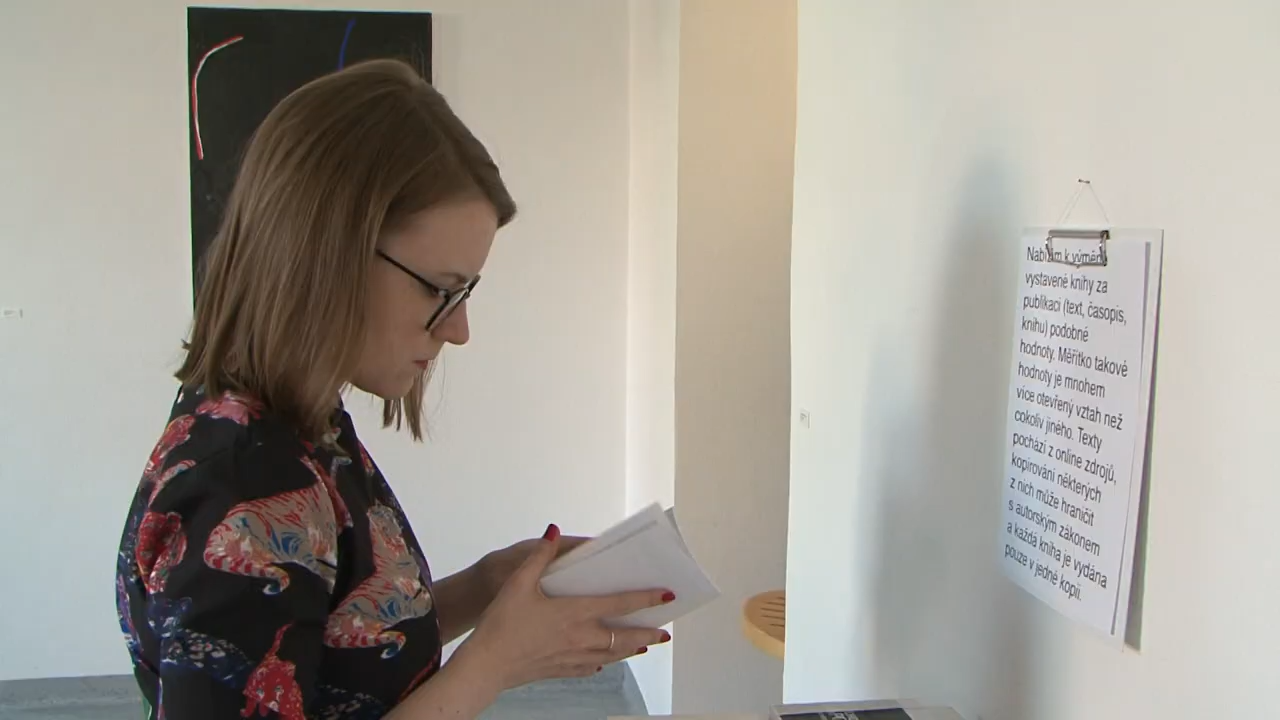 Nabízím k výměně
vystavené knihy za
publikaci (text, časopis,
knihu) podobné
hodnoty. Měřítko takové
hodnoty je mnohem
více otevřený vztah než
cokoliv jiného. Texty
pochází z online zdrojů,
kopírování některých
z nich může hraničit
s autorským zákonem
a každá kniha je vydána
pouze v jedné kopii.